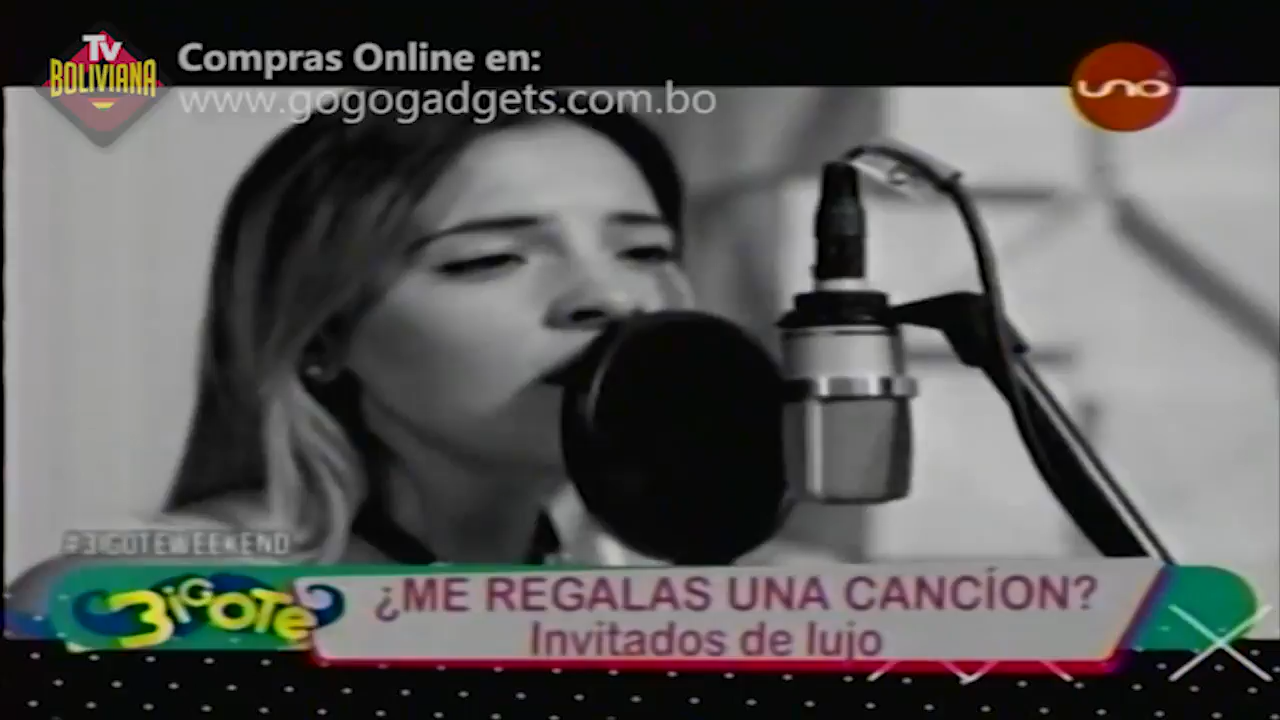 Tv
BOLIVIANA
Compras Online en:
www.gogogadgets.com.bo
uno
#3IGOTEWEEKEND
3iGOTE
¿ME REGALAS UNA CANCÍON?
Invitados de lujo